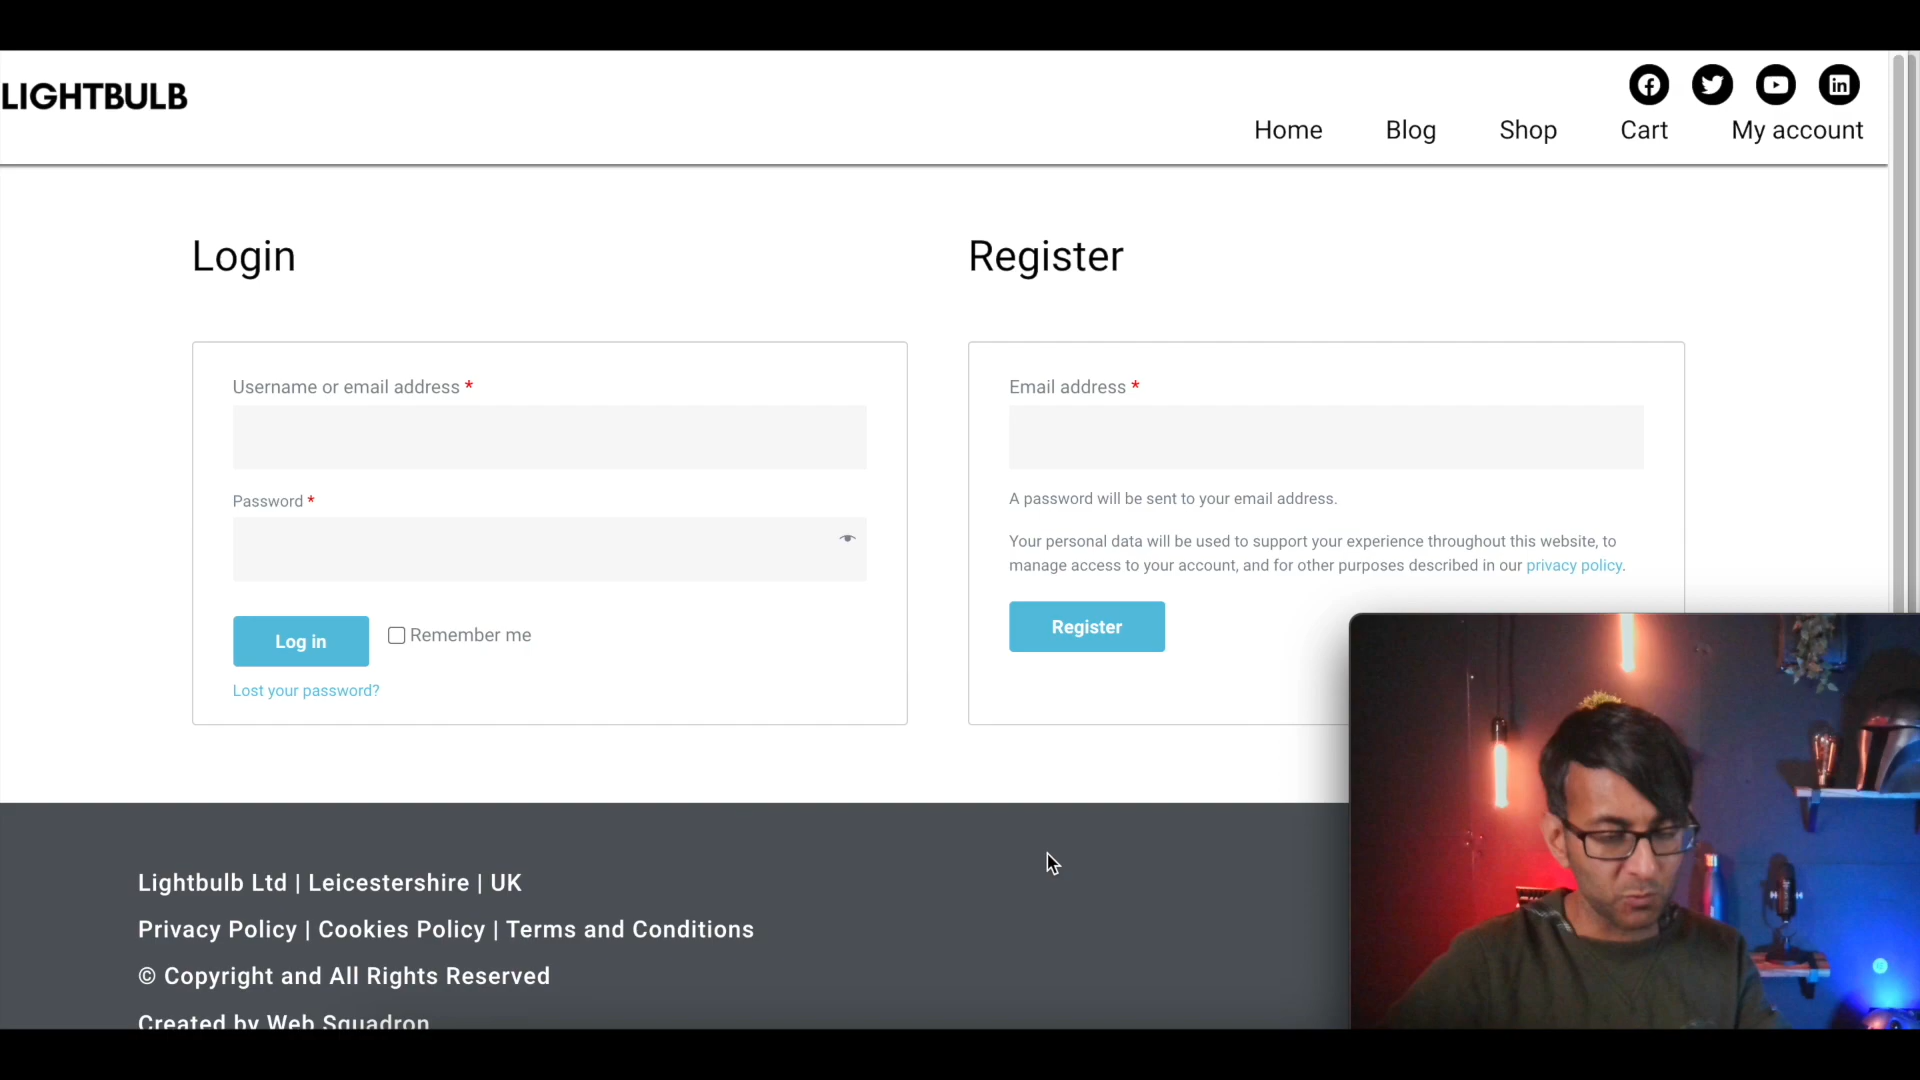 LIGHTBULB
Home Blog Shop Cart My account
Login
Register
Username or email address *
Password *
Log in
Remember me
Lost your password?
Email address *
A password will be sent to your email address.
Your personal data will be used to support your experience throughout this website, to
manage access to your account, and for other purposes described in our privacy policy.
Register
Lightbulb Ltd | Leicestershire | UK
Privacy Policy | Cookies Policy | Terms and Conditions
© Copyright and All Rights Reserved
Created by Web Squadron